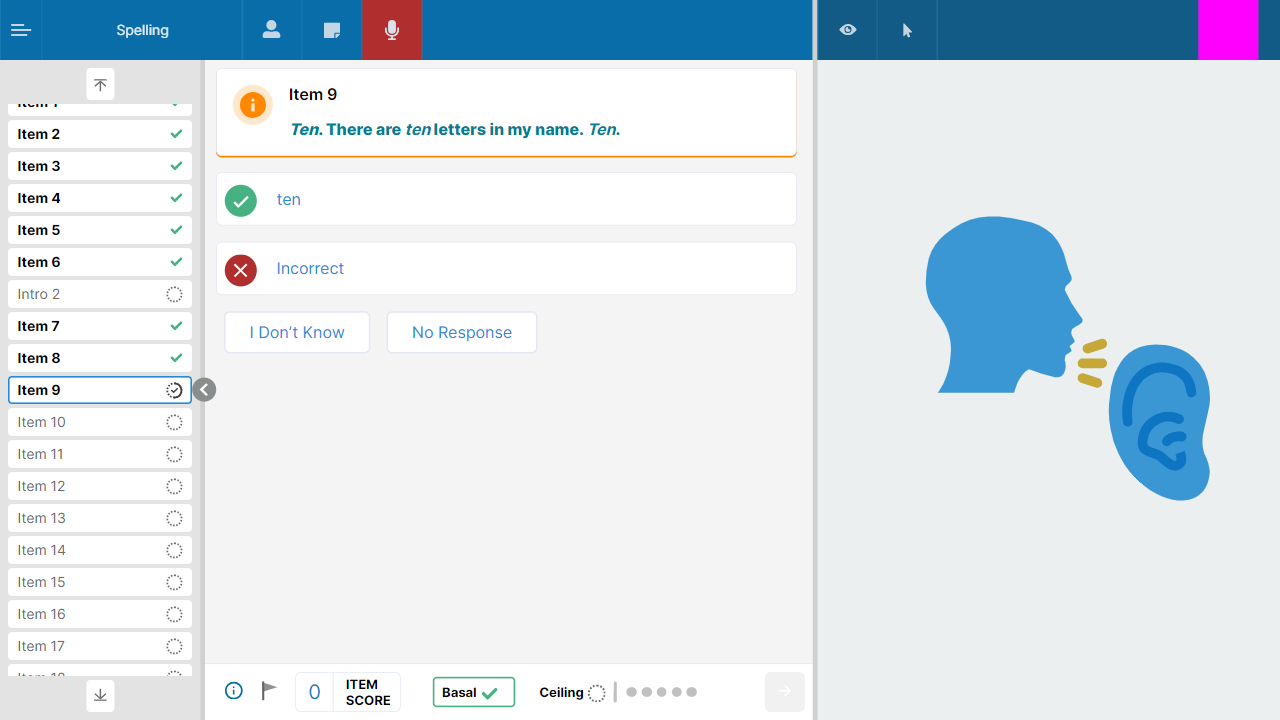 Spelling
Item 1
Item 2
Item 3
Item 4
Item 5
Item 6
Intro 2
Item 7
Item 8
Item 9
Item 10
Item 11
Item 12
Item 13
Item 14
Item 15
Item 16
Item 17
Item 18
Item 9
Ten. There are ten letters in my name. Ten.
ten
Incorrect
I Don’t Know
No Response
0
ITEM
SCORE
Basal
Ceiling